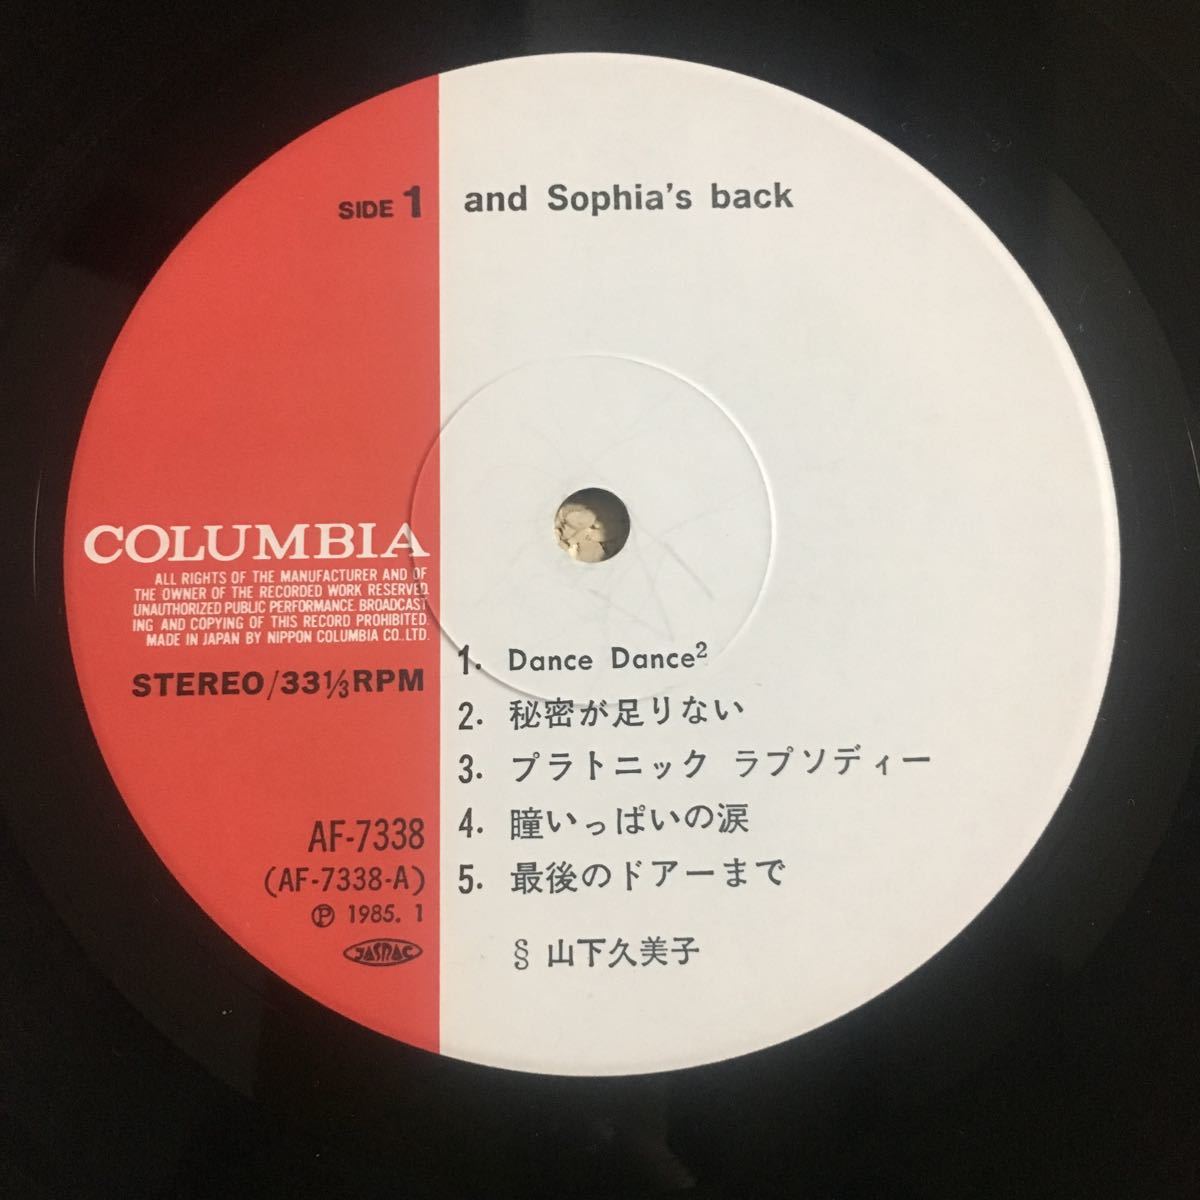 SIDE 1
and Sophia's back
COLUMBIA
ALL RIGHTS OF THE MANUFACTURER AND OF
THE OWNER OF THE RECORDED WORK RESERVED.
UNAUTHORIZED PUBLIC PERFORMANCE. BROADCAST
ING AND COPYING OF THIS RECORD PROHIBITED.
MADE IN JAPAN BY NIPPON COLUMBIA CO., LTD.
STEREO/33⅓RPM
AF-7338
(AF-7338-A)
Ⓟ 1985. 1
JASRAC
1. Dance Dance²
2. 秘密が足りない
3. プラトニック ラプソディー
4. 瞳いっぱいの涙
5. 最後のドアーまで
§ 山下久美子